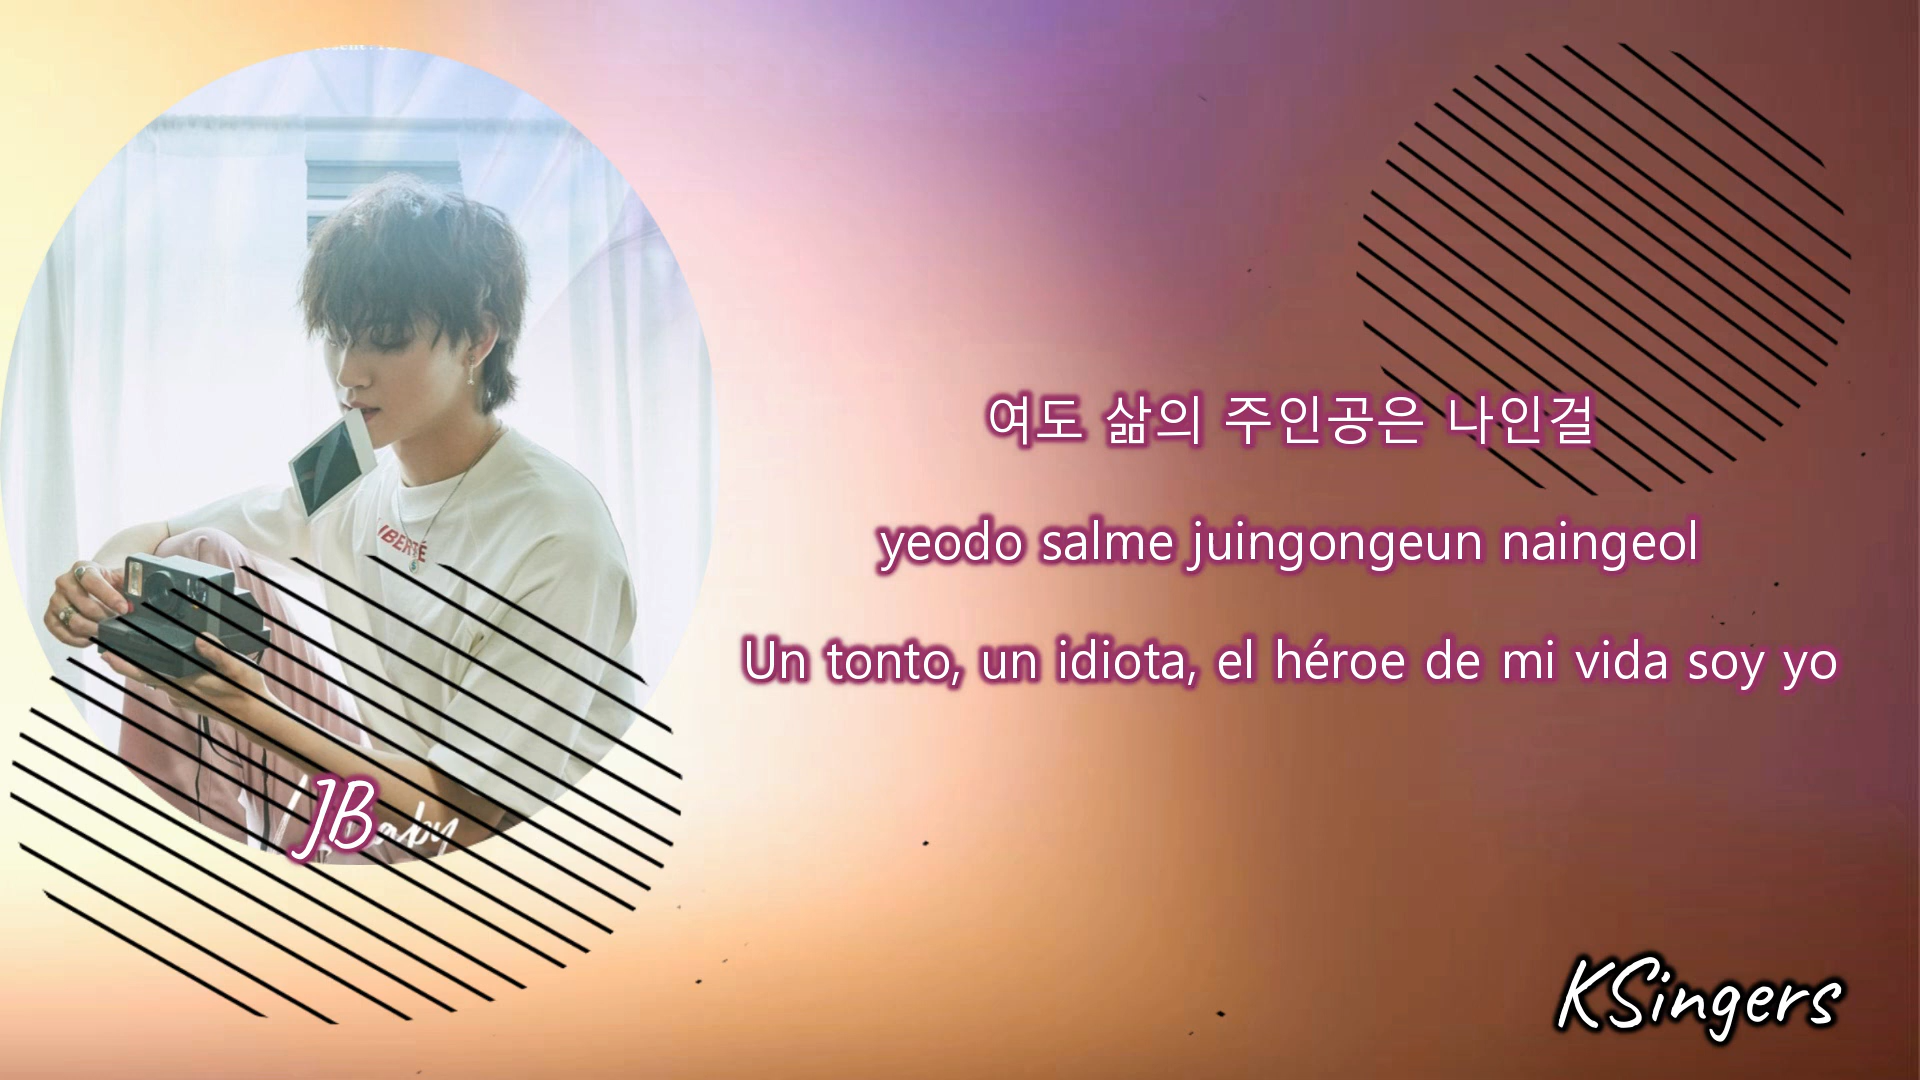 여도 삶의 주인공은 나인걸
yeodo salme juingongeun naingeol
Un tonto, un idiota, el héroe de mi vida soy yo
LIBERTÉ
JB
KSingers